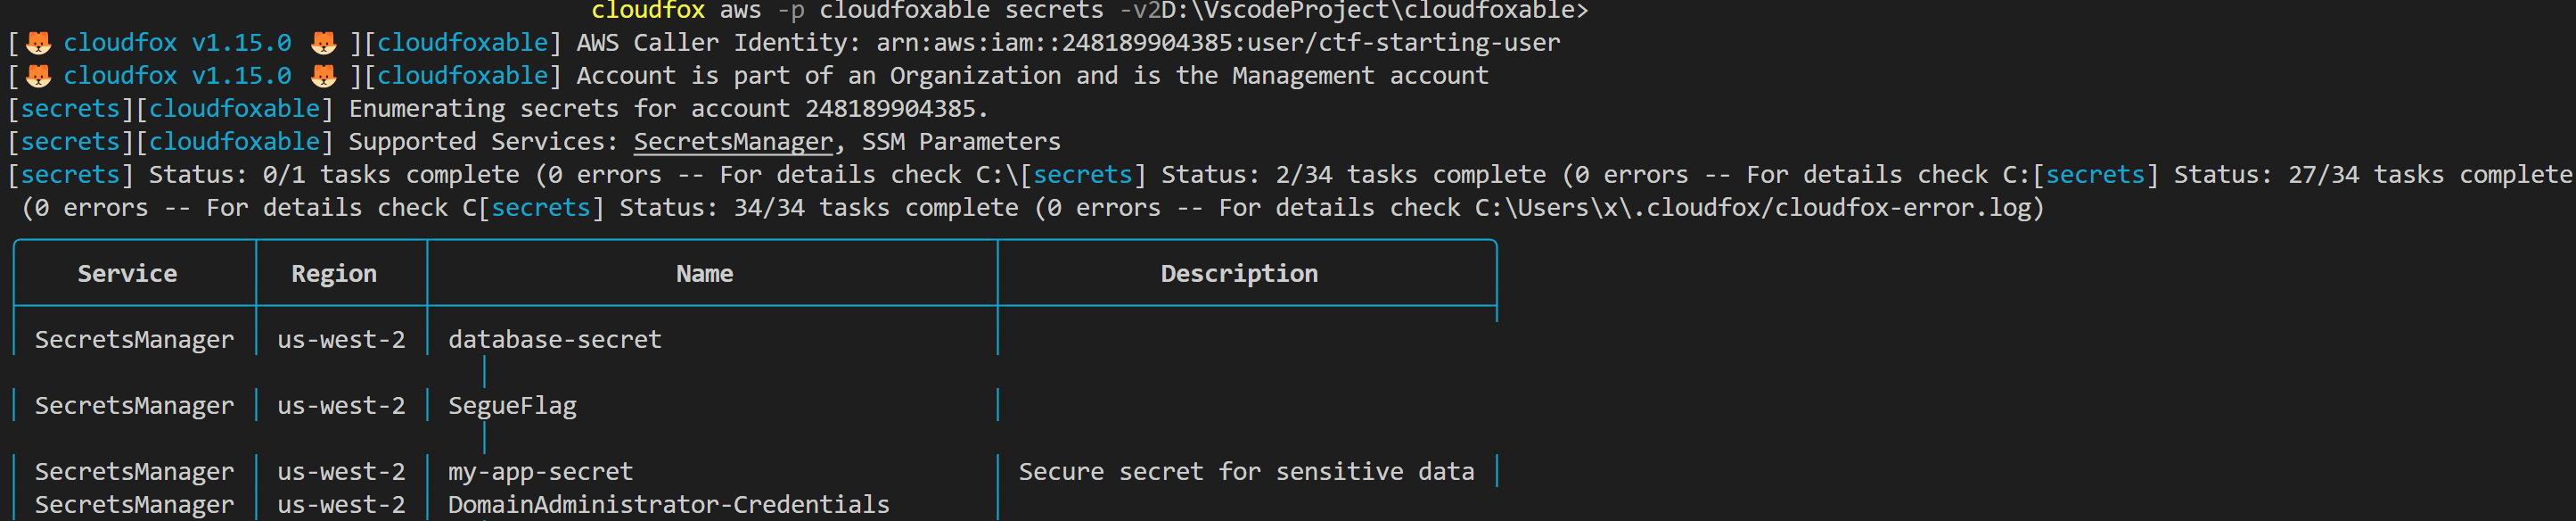 cloudfox aws -p cloudfoxable secrets -v2D:\VscodeProject\cloudfoxable>
[🦊 cloudfox v1.15.0 🦊 ][cloudfoxable] AWS Caller Identity: arn:aws:iam::248189904385:user/ctf-starting-user
[🦊 cloudfox v1.15.0 🦊 ][cloudfoxable] Account is part of an Organization and is the Management account
[secrets][cloudfoxable] Enumerating secrets for account 248189904385.
[secrets][cloudfoxable] Supported Services: SecretsManager, SSM Parameters
[secrets] Status: 0/1 tasks complete (0 errors -- For details check C:\[secrets] Status: 2/34 tasks complete (0 errors -- For details check C:[secrets] Status: 27/34 tasks complete
(0 errors -- For details check C[secrets] Status: 34/34 tasks complete (0 errors -- For details check C:\Users\x\.cloudfox/cloudfox-error.log)
Service Region Name Description
SecretsManager us-west-2 database-secret
SecretsManager us-west-2 SegueFlag
SecretsManager us-west-2 my-app-secret Secure secret for sensitive data
SecretsManager us-west-2 DomainAdministrator-Credentials